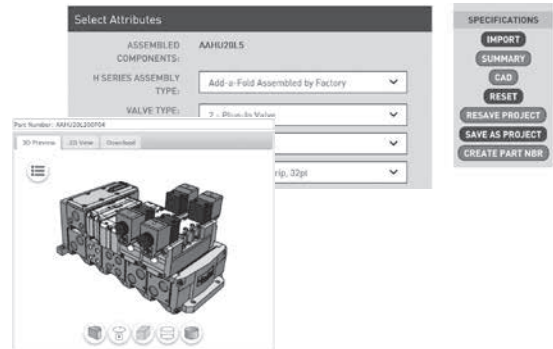 Select Attributes
ASSEMBLED
COMPONENTS:
AAHU20L5
H SERIES ASSEMBLY
TYPE:
Add-a-Fold Assembled by Factory
VALVE TYPE:
2 - Plug-In Valve
rip, 32pt
Part Number: AAHU20L200F04
3D Preview
2D View
Download
SPECIFICATIONS
IMPORT
SUMMARY
CAD
RESET
RESAVE PROJECT
SAVE AS PROJECT
CREATE PART NBR